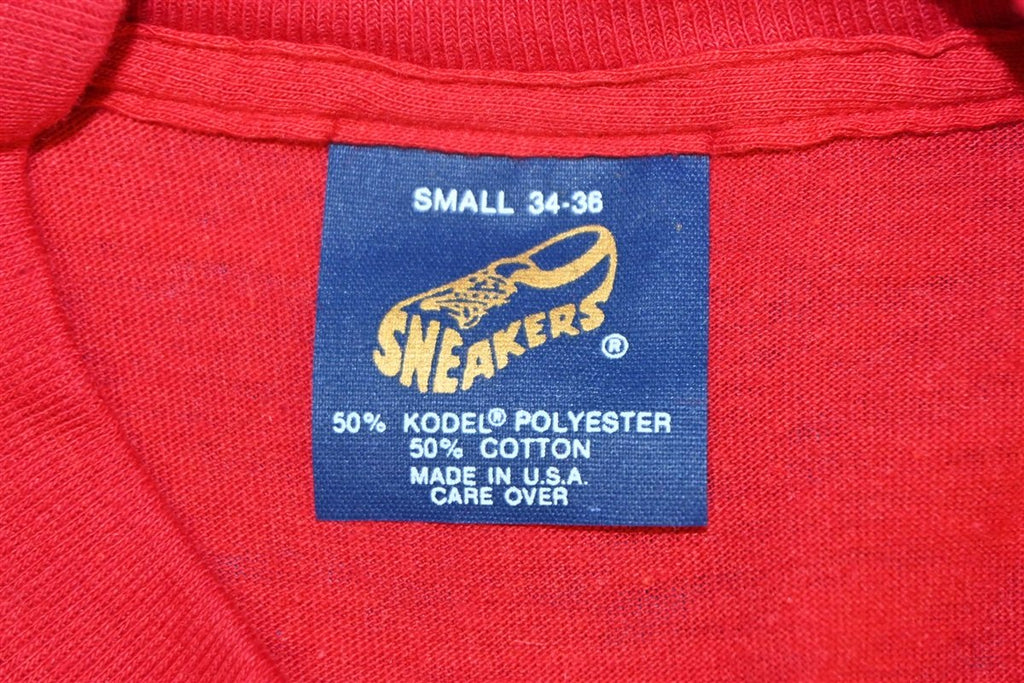 SMALL 34-36
SNEAKERS ®
50% KODEL® POLYESTER
50% COTTON
MADE IN U.S.A.
CARE OVER